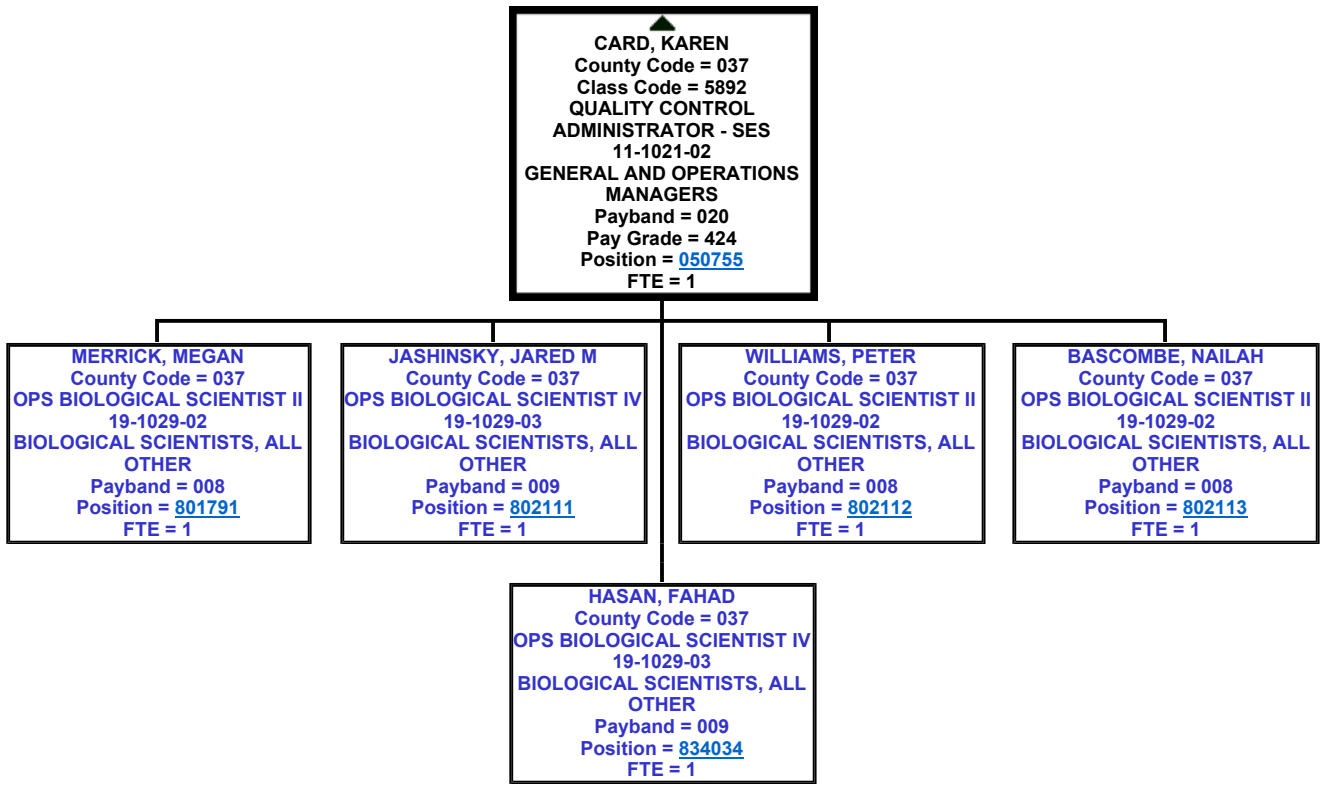 CARD, KAREN
County Code = 037
Class Code = 5892
QUALITY CONTROL
ADMINISTRATOR - SES
11-1021-02
GENERAL AND OPERATIONS
MANAGERS
Payband = 020
Pay Grade = 424
Position = 050755
FTE = 1
MERRICK, MEGAN
County Code = 037
OPS BIOLOGICAL SCIENTIST II
19-1029-02
BIOLOGICAL SCIENTISTS, ALL
OTHER
Payband = 008
Position = 801791
FTE = 1
JASHINSKY, JARED M
County Code = 037
OPS BIOLOGICAL SCIENTIST IV
19-1029-03
BIOLOGICAL SCIENTISTS, ALL
OTHER
Payband = 009
Position = 802111
FTE = 1
WILLIAMS, PETER
County Code = 037
OPS BIOLOGICAL SCIENTIST II
19-1029-02
BIOLOGICAL SCIENTISTS, ALL
OTHER
Payband = 008
Position = 802112
FTE = 1
BASCOMBE, NAILAH
County Code = 037
OPS BIOLOGICAL SCIENTIST II
19-1029-02
BIOLOGICAL SCIENTISTS, ALL
OTHER
Payband = 008
Position = 802113
FTE = 1
HASAN, FAHAD
County Code = 037
OPS BIOLOGICAL SCIENTIST IV
19-1029-03
BIOLOGICAL SCIENTISTS, ALL
OTHER
Payband = 009
Position = 834034
FTE = 1